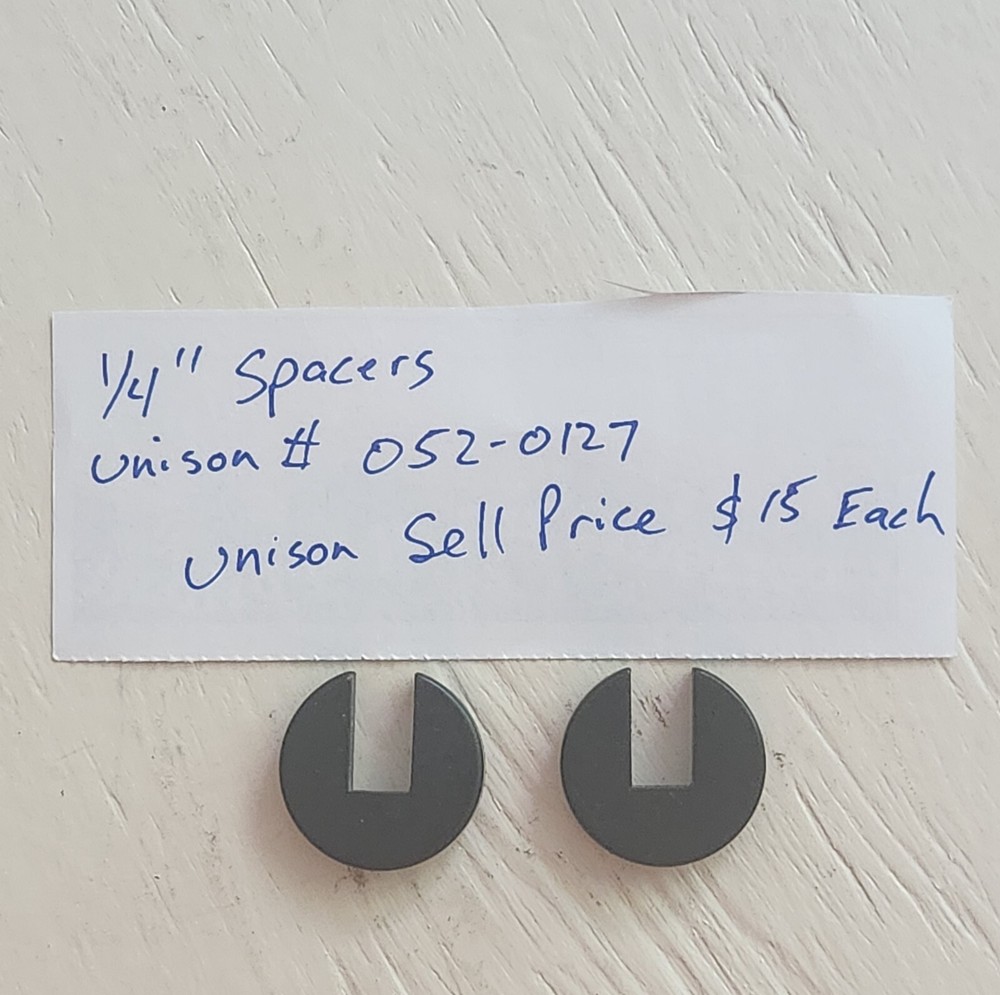 1/4" Spacers
Unison # 052-0127
Unison Sell Price $15 Each